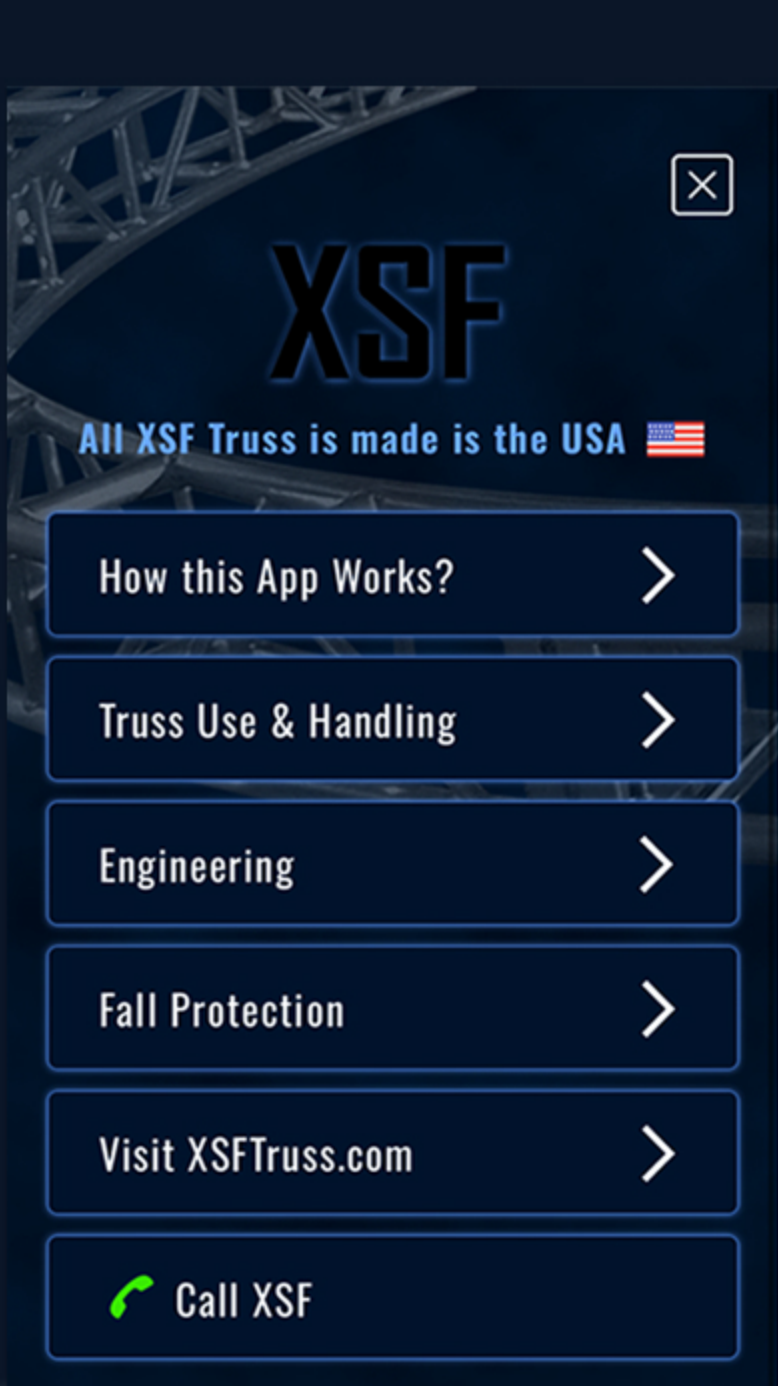 XSF
All XSF Truss is made is the USA
How this App Works?
Truss Use & Handling
Engineering
Fall Protection
Visit XSFTruss.com
Call XSF